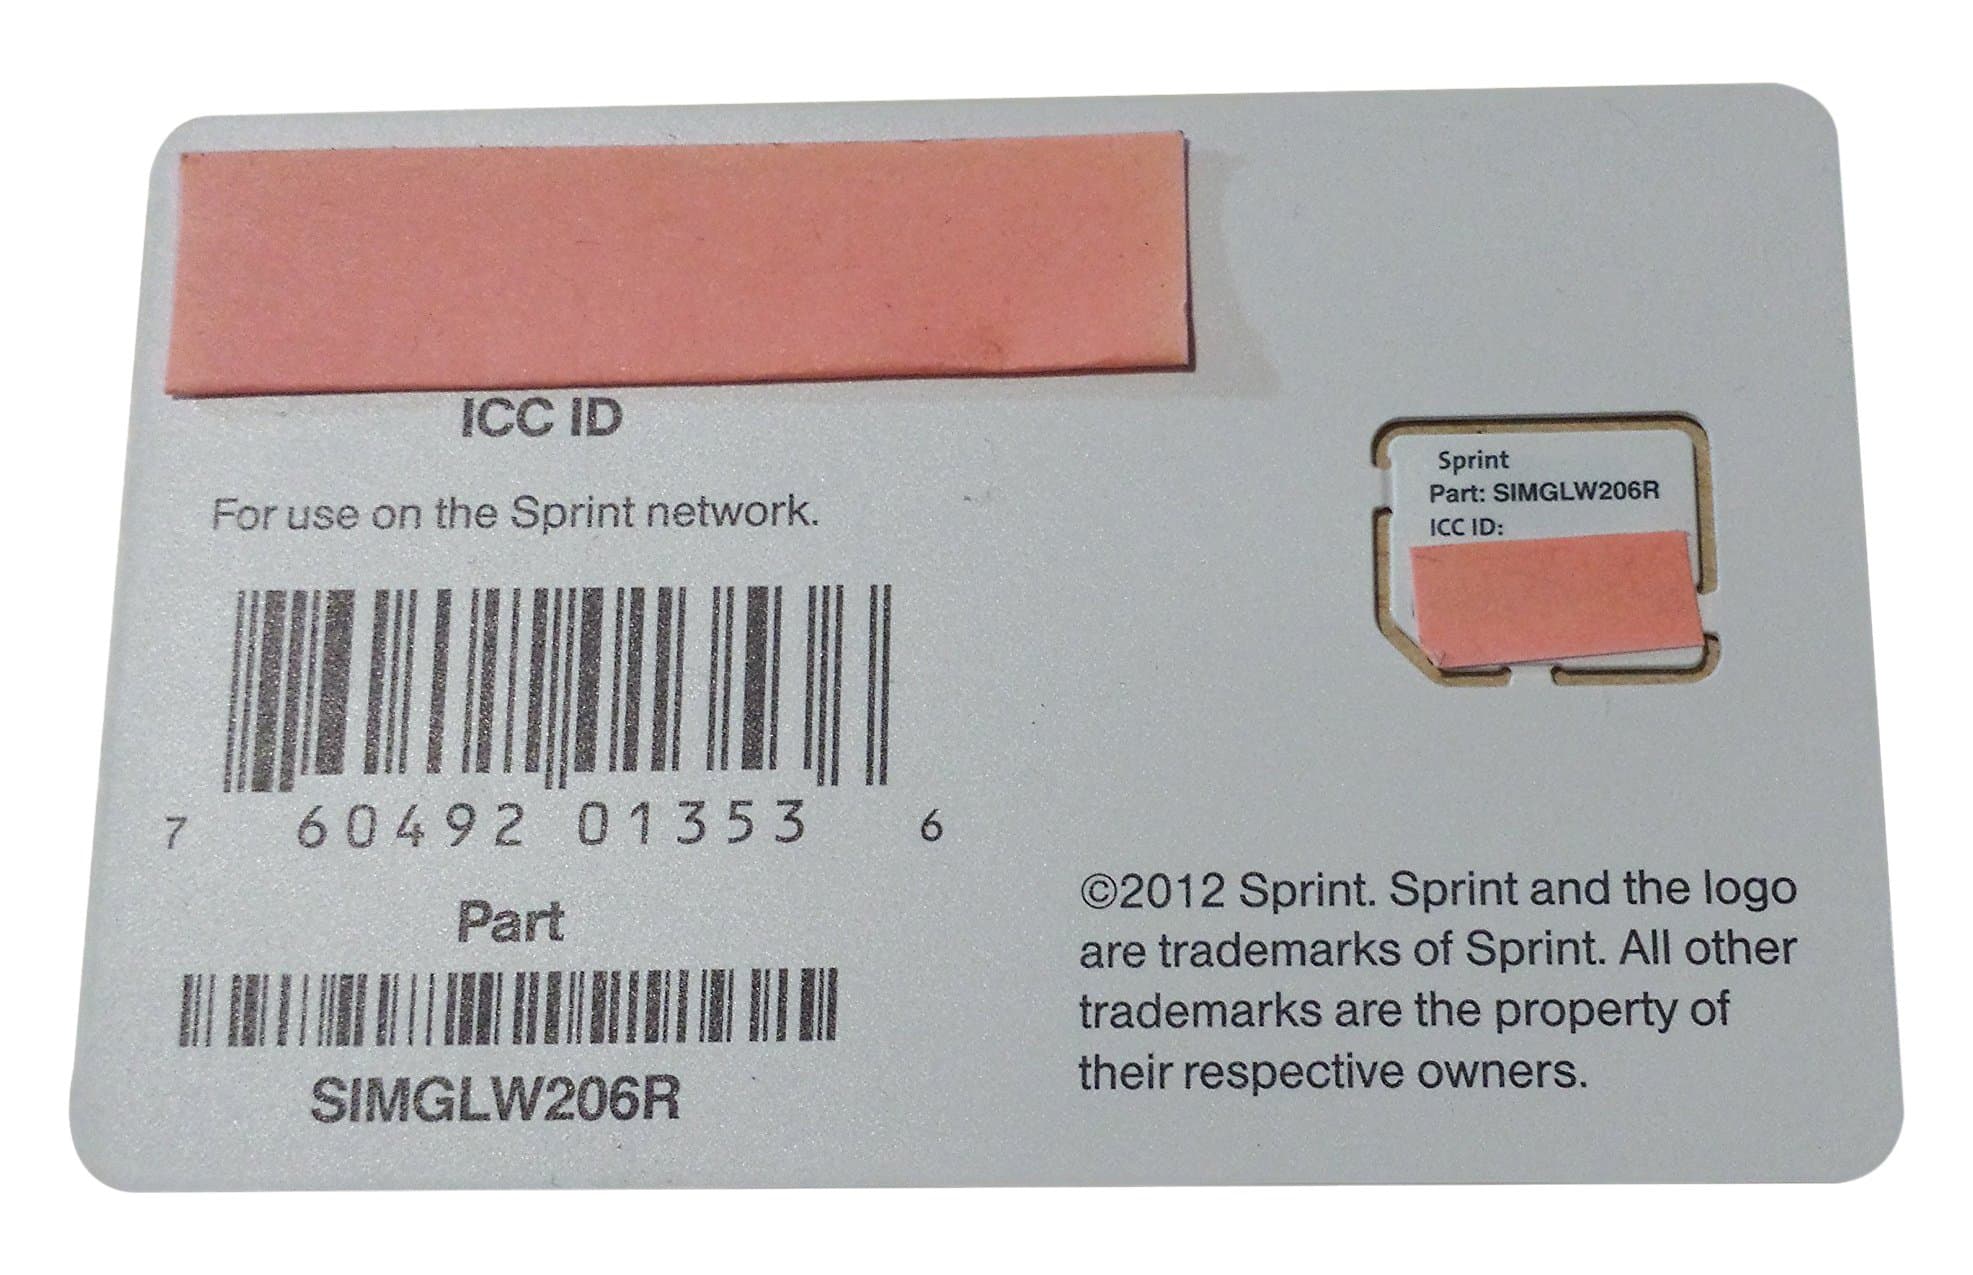 ICC ID
For use on the Sprint network.
7 60492 01353 6
Part
SIMGLW206R
Sprint
Part: SIMGLW206R
ICC ID:
©2012 Sprint. Sprint and the logo
are trademarks of Sprint. All other
trademarks are the property of
their respective owners.